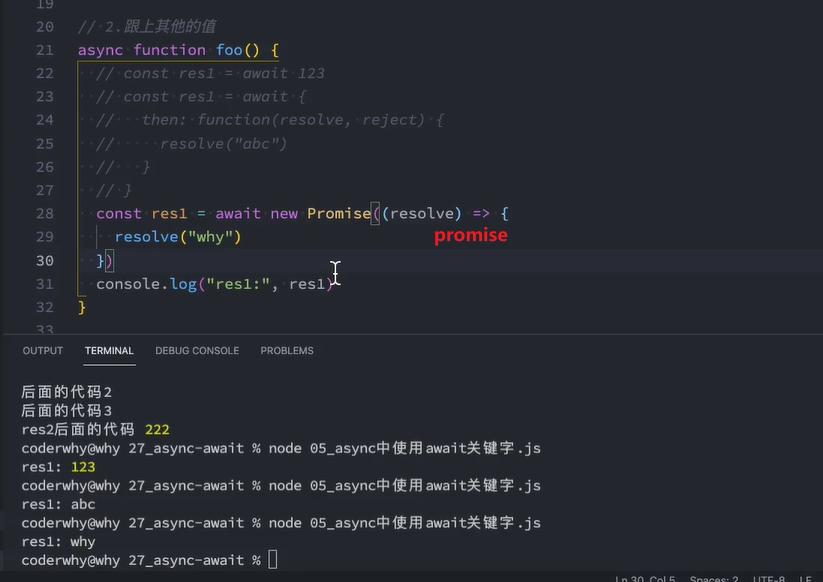 19
20 // 2.跟上其他的值
21 async function foo() {
22 // const res1 = await 123
23 // const res1 = await {
24 //   then: function(resolve, reject) {
25 //     resolve("abc")
26 //   }
27 // }
28 const res1 = await new Promise((resolve) => {
29 resolve("why")
promise
30 })
31 console.log("res1:", res1)
32 }
33
OUTPUT TERMINAL DEBUG CONSOLE PROBLEMS
后面的代码2
后面的代码3
res2后面的代码 222
coderwhy@why 27_async-await % node 05_async中使用await关键字.js
res1: 123
coderwhy@why 27_async-await % node 05_async中使用await关键字.js
res1: abc
coderwhy@why 27_async-await % node 05_async中使用await关键字.js
res1: why
coderwhy@why 27_async-await %
Ln 30, Col 5 Spaces: 2 UTF-8 LF